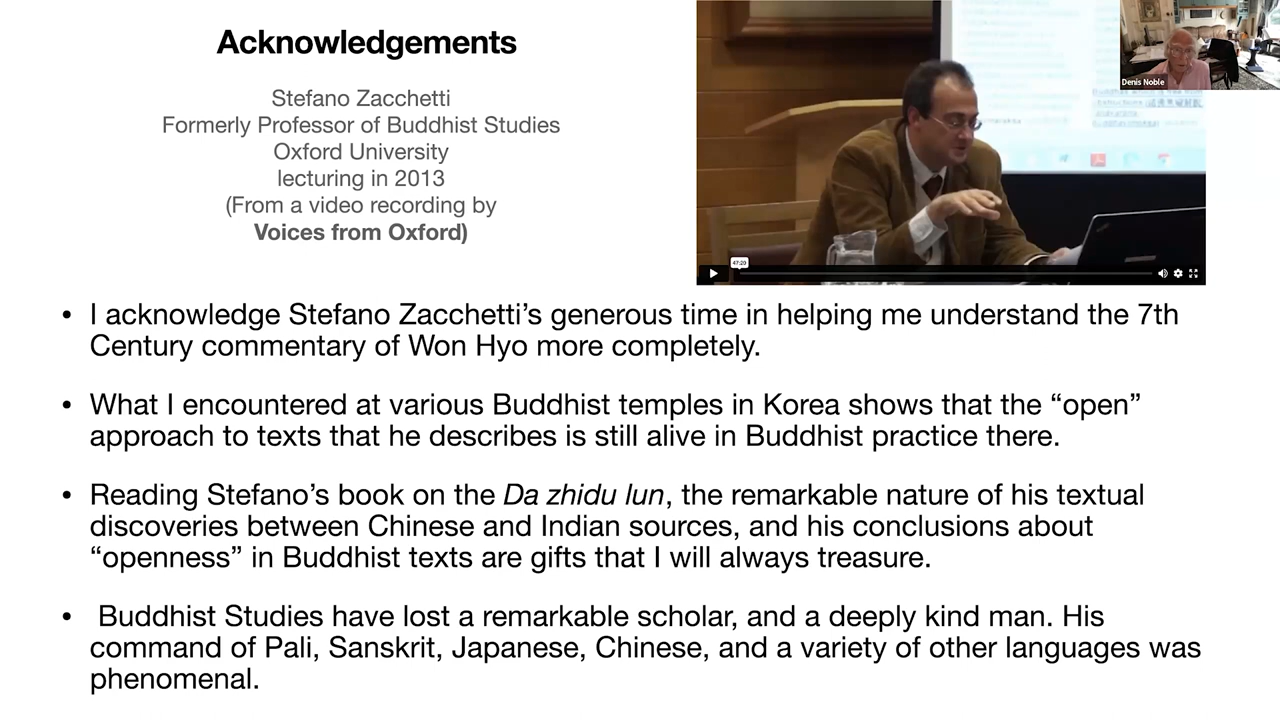 Acknowledgements
Stefano Zacchetti
Formerly Professor of Buddhist Studies
Oxford University
lecturing in 2013
(From a video recording by
Voices from Oxford)
Denis Noble
47:20
• I acknowledge Stefano Zacchetti’s generous time in helping me understand the 7th
Century commentary of Won Hyo more completely.
• What I encountered at various Buddhist temples in Korea shows that the “open”
approach to texts that he describes is still alive in Buddhist practice there.
• Reading Stefano’s book on the Da zhidu lun, the remarkable nature of his textual
discoveries between Chinese and Indian sources, and his conclusions about
“openness” in Buddhist texts are gifts that I will always treasure.
• Buddhist Studies have lost a remarkable scholar, and a deeply kind man. His
command of Pali, Sanskrit, Japanese, Chinese, and a variety of other languages was
phenomenal.